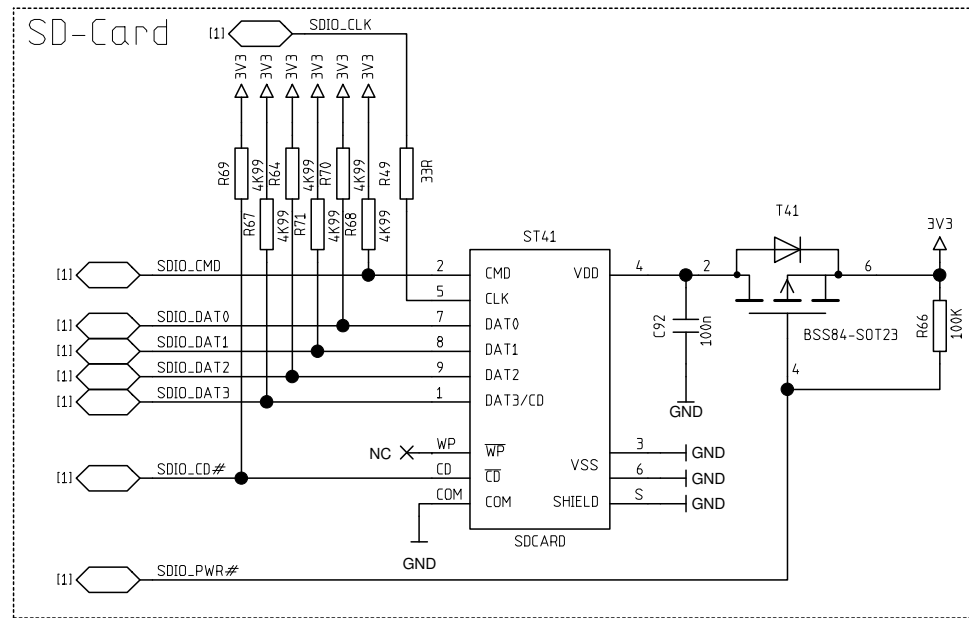 SD-Card
[1] SDIO_CLK
3V3 3V3 3V3 3V3 3V3 3V3
R69 4K99 R64 4K99 R70 4K99 R49 33R
R67 4K99 R71 4K99 R68 4K99
T41
3V3
ST41
[1] SDIO_CMD 2 CMD VDD 4 2 6
5 CLK
[1] SDIO_DAT0 7 DAT0
C92 100n
BSS84-SOT23
R66 100K
[1] SDIO_DAT1 8 DAT1
[1] SDIO_DAT2 9 DAT2
4
[1] SDIO_DAT3 1 DAT3/CD
GND
NC WP WP 3 GND
VSS
[1] SDIO_CD# CD CD 6 GND
COM COM SHIELD S GND
SDCARD
GND
[1] SDIO_PWR#